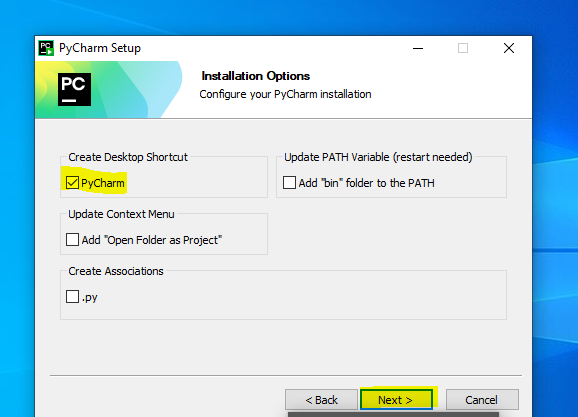 PyCharm Setup
PC
Installation Options
Configure your PyCharm installation
Create Desktop Shortcut
PyCharm
Update PATH Variable (restart needed)
Add "bin" folder to the PATH
Update Context Menu
Add "Open Folder as Project"
Create Associations
.py
< Back
Next >
Cancel